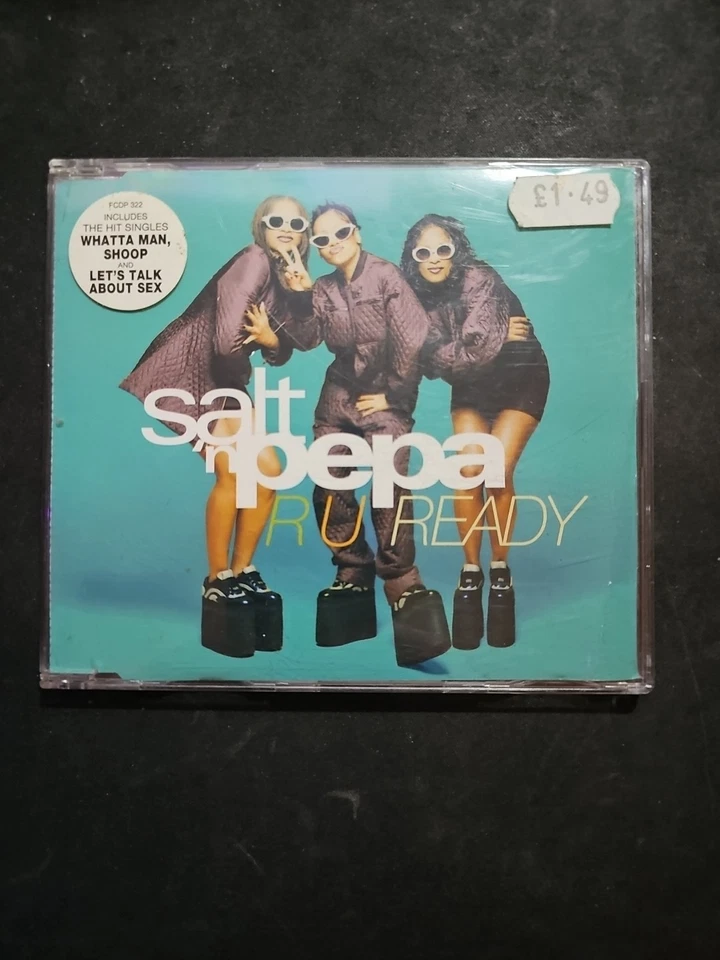 FCDP 322
INCLUDES
THE HIT SINGLES
WHATTA MAN,
SHOOP
AND
LET'S TALK
ABOUT SEX
£1.49
salt
'n pepa
R U READY